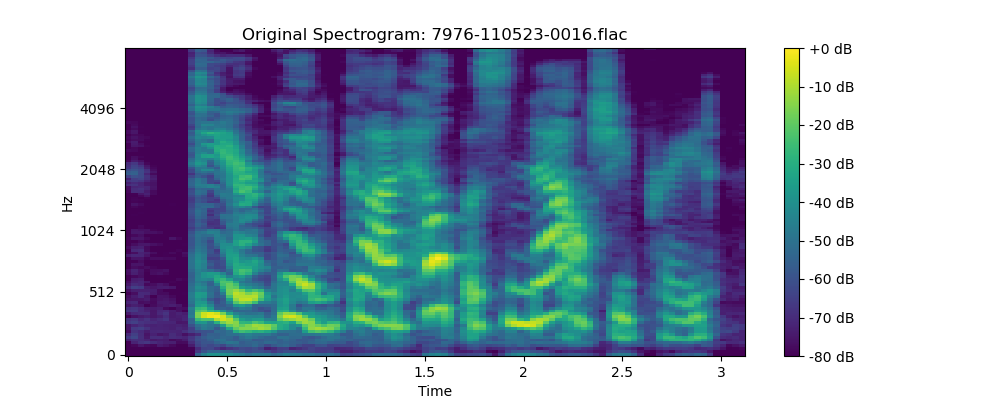 Original Spectrogram: 7976-110523-0016.flac
Hz
4096
2048
1024
512
0
0 0.5 1 1.5 2 2.5 3
Time
+0 dB
-10 dB
-20 dB
-30 dB
-40 dB
-50 dB
-60 dB
-70 dB
-80 dB